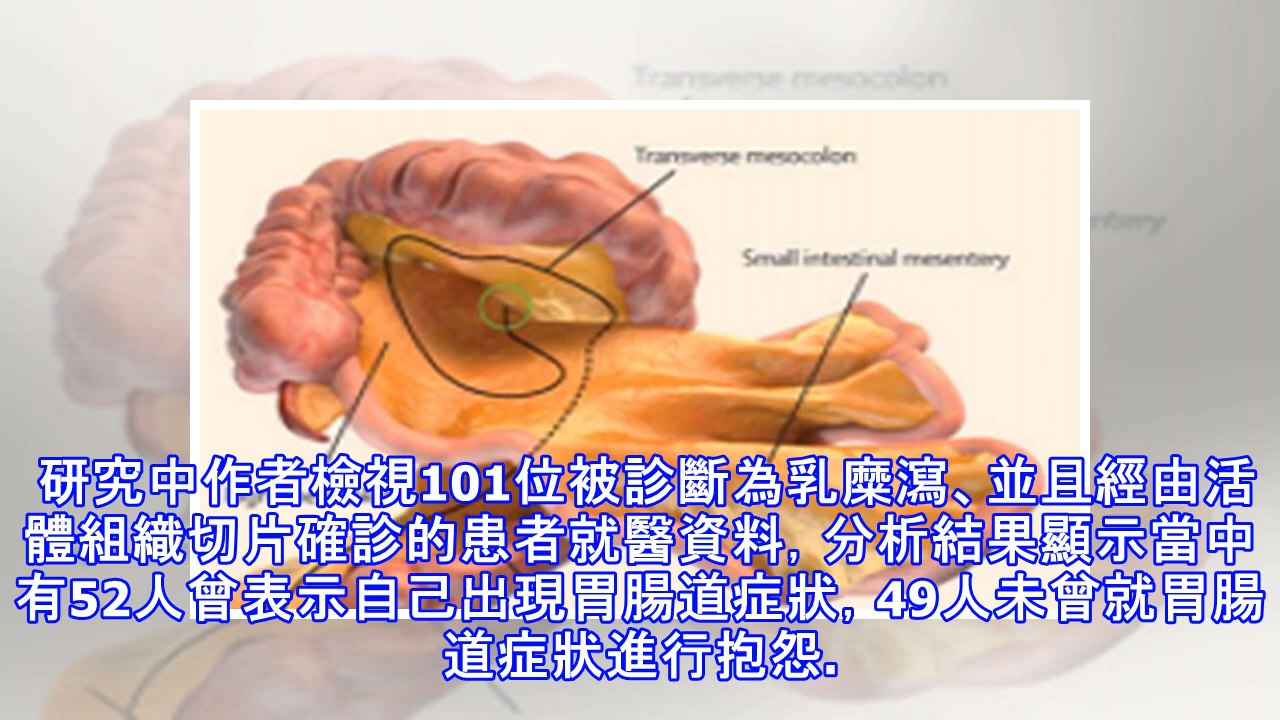 Transverse mesocolon
Transverse mesocolon
Small intestinal mesentery
研究中作者檢視101位被診斷為乳糜瀉、並且經由活
體組織切片確診的患者就醫資料, 分析結果顯示當中
有52人曾表示自己出現胃腸道症狀, 49人未曾就胃腸
道症狀進行抱怨.